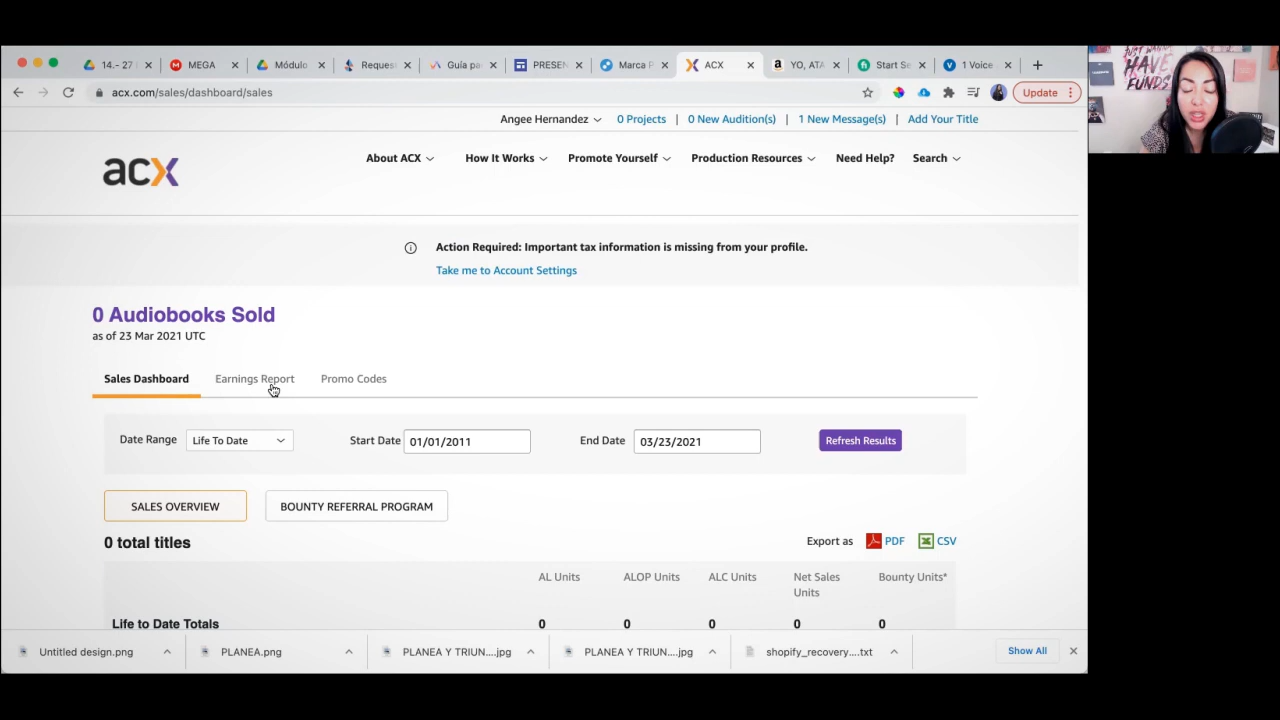 14.- 27
MEGA
Módulo
Reques
Guía pa
PRESEN
Marca P
ACX
YO, ATA
Start Se
1 Voice
acx.com/sales/dashboard/sales
Update
JUST
WANNA
HAVE
FUNDS
Angee Hernandez
0 Projects | 0 New Audition(s) | 1 New Message(s) | Add Your Title
acx
About ACX
How It Works
Promote Yourself
Production Resources
Need Help?
Search
Action Required: Important tax information is missing from your profile.
Take me to Account Settings
0 Audiobooks Sold
as of 23 Mar 2021 UTC
Sales Dashboard
Earnings Report
Promo Codes
Date Range
Life To Date
Start Date
01/01/2011
End Date
03/23/2021
Refresh Results
SALES OVERVIEW
BOUNTY REFERRAL PROGRAM
0 total titles
Export as
PDF
CSV
AL Units
ALOP Units
ALC Units
Net Sales
Units
Bounty Units*
Life to Date Totals
0
0
0
0
0
Untitled design.png
PLANEA.png
PLANEA Y TRIUN....jpg
PLANEA Y TRIUN....jpg
shopify_recovery....txt
Show All